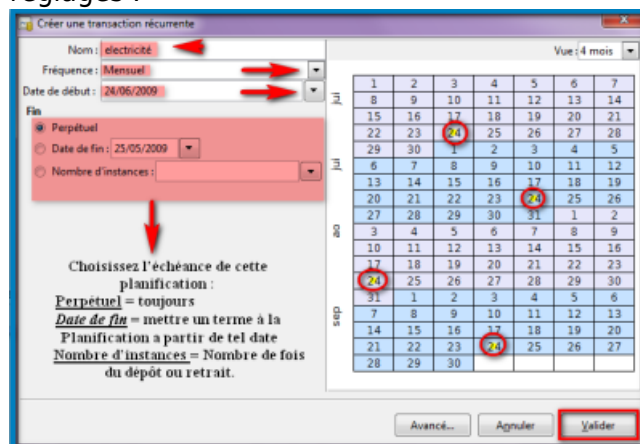 réglages :
Créer une transaction récurrente
Nom : electricité
Fréquence : Mensuel
Date de début : 24/06/2009
Fin
Perpétuel
Date de fin : 25/05/2009
Nombre d'instances :
Choisissez l'échéance de cette
planification :
Perpétuel = toujours
Date de fin = mettre un terme à la
Planification a partir de tel date
Nombre d'instances = Nombre de fois
du dépôt ou retrait.
Vue : 4 mois
jui
1 2 3 4 5 6 7
8 9 10 11 12 13 14
15 16 17 18 19 20 21
22 23 24 25 26 27 28
29 30 1 2 3 4 5
jui
6 7 8 9 10 11 12
13 14 15 16 17 18 19
20 21 22 23 24 25 26
27 28 29 30 31 1 2
ao
3 4 5 6 7 8 9
10 11 12 13 14 15 16
17 18 19 20 21 22 23
24 25 26 27 28 29 30
31 1 2 3 4 5 6
sep
7 8 9 10 11 12 13
14 15 16 17 18 19 20
21 22 23 24 25 26 27
28 29 30
Avancé... Annuler Valider